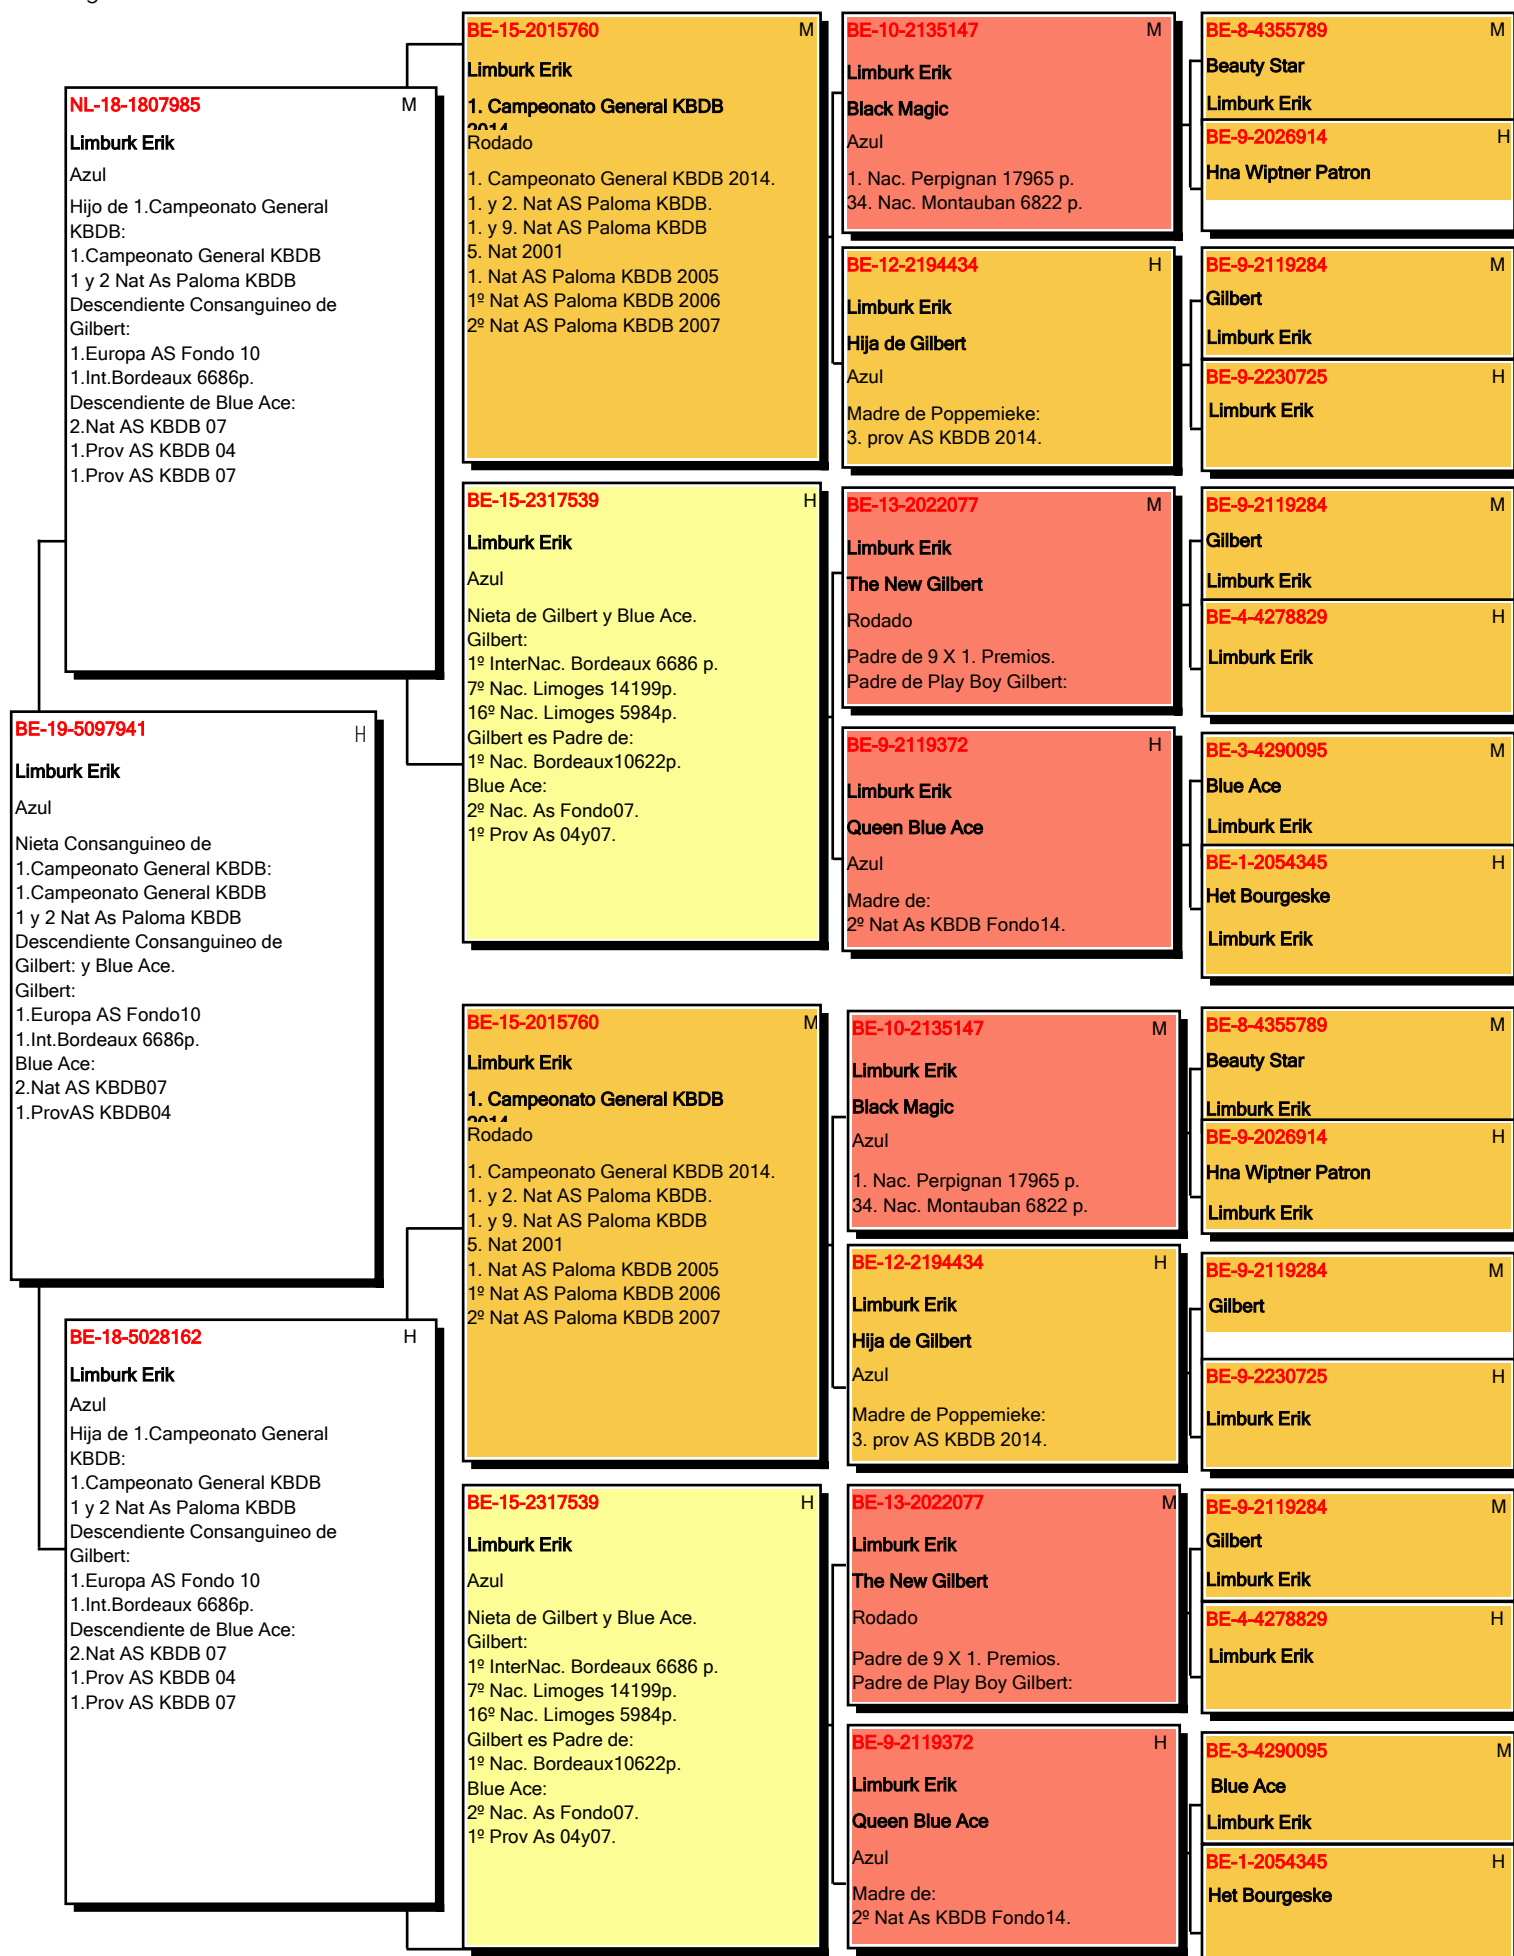 BE-19-5097941 H
Limburk Erik
Azul
Nieta Consanguineo de
1.Campeonato General KBDB:
1.Campeonato General KBDB
1 y 2 Nat As Paloma KBDB
Descendiente Consanguineo de
Gilbert: y Blue Ace.
Gilbert:
1.Europa AS Fondo10
1.Int.Bordeaux 6686p.
Blue Ace:
2.Nat AS KBDB07
1.ProvAS KBDB04
NL-18-1807985 M
Limburk Erik
Azul
Hijo de 1.Campeonato General
KBDB:
1.Campeonato General KBDB
1 y 2 Nat As Paloma KBDB
Descendiente Consanguineo de
Gilbert:
1.Europa AS Fondo 10
1.Int.Bordeaux 6686p.
Descendiente de Blue Ace:
2.Nat AS KBDB 07
1.Prov AS KBDB 04
1.Prov AS KBDB 07
BE-18-5028162 H
Limburk Erik
Azul
Hija de 1.Campeonato General
KBDB:
1.Campeonato General KBDB
1 y 2 Nat As Paloma KBDB
Descendiente Consanguineo de
Gilbert:
1.Europa AS Fondo 10
1.Int.Bordeaux 6686p.
Descendiente de Blue Ace:
2.Nat AS KBDB 07
1.Prov AS KBDB 04
1.Prov AS KBDB 07
BE-15-2015760 M
Limburk Erik
1. Campeonato General KBDB
2014
Rodado
1. Campeonato General KBDB 2014.
1. y 2. Nat AS Paloma KBDB.
1. y 9. Nat AS Paloma KBDB
5. Nat 2001
1. Nat AS Paloma KBDB 2005
1º Nat AS Paloma KBDB 2006
2º Nat AS Paloma KBDB 2007
BE-15-2317539 H
Limburk Erik
Azul
Nieta de Gilbert y Blue Ace.
Gilbert:
1º InterNac. Bordeaux 6686 p.
7º Nac. Limoges 14199p.
16º Nac. Limoges 5984p.
Gilbert es Padre de:
1º Nac. Bordeaux10622p.
Blue Ace:
2º Nac. As Fondo07.
1º Prov As 04y07.
BE-15-2015760 M
Limburk Erik
1. Campeonato General KBDB
2014
Rodado
1. Campeonato General KBDB 2014.
1. y 2. Nat AS Paloma KBDB.
1. y 9. Nat AS Paloma KBDB
5. Nat 2001
1. Nat AS Paloma KBDB 2005
1º Nat AS Paloma KBDB 2006
2º Nat AS Paloma KBDB 2007
BE-15-2317539 H
Limburk Erik
Azul
Nieta de Gilbert y Blue Ace.
Gilbert:
1º InterNac. Bordeaux 6686 p.
7º Nac. Limoges 14199p.
16º Nac. Limoges 5984p.
Gilbert es Padre de:
1º Nac. Bordeaux10622p.
Blue Ace:
2º Nac. As Fondo07.
1º Prov As 04y07.
BE-10-2135147 M
Limburk Erik
Black Magic
Azul
1. Nac. Perpignan 17965 p.
34. Nac. Montauban 6822 p.
BE-12-2194434 H
Limburk Erik
Hija de Gilbert
Azul
Madre de Poppemieke:
3. prov AS KBDB 2014.
BE-13-2022077 M
Limburk Erik
The New Gilbert
Rodado
Padre de 9 X 1. Premios.
Padre de Play Boy Gilbert:
BE-9-2119372 H
Limburk Erik
Queen Blue Ace
Azul
Madre de:
2º Nat As KBDB Fondo14.
BE-10-2135147 M
Limburk Erik
Black Magic
Azul
1. Nac. Perpignan 17965 p.
34. Nac. Montauban 6822 p.
BE-12-2194434 H
Limburk Erik
Hija de Gilbert
Azul
Madre de Poppemieke:
3. prov AS KBDB 2014.
BE-13-2022077 M
Limburk Erik
The New Gilbert
Rodado
Padre de 9 X 1. Premios.
Padre de Play Boy Gilbert:
BE-9-2119372 H
Limburk Erik
Queen Blue Ace
Azul
Madre de:
2º Nat As KBDB Fondo14.
BE-8-4355789 M
Beauty Star
Limburk Erik
BE-9-2026914 H
Hna Wiptner Patron
BE-9-2119284 M
Gilbert
Limburk Erik
BE-9-2230725 H
Limburk Erik
BE-9-2119284 M
Gilbert
Limburk Erik
BE-4-4278829 H
Limburk Erik
BE-3-4290095 M
Blue Ace
Limburk Erik
BE-1-2054345 H
Het Bourgeske
Limburk Erik
BE-8-4355789 M
Beauty Star
Limburk Erik
BE-9-2026914 H
Hna Wiptner Patron
Limburk Erik
BE-9-2119284 M
Gilbert
BE-9-2230725 H
Limburk Erik
BE-9-2119284 M
Gilbert
Limburk Erik
BE-4-4278829 H
Limburk Erik
BE-3-4290095 M
Blue Ace
Limburk Erik
BE-1-2054345 H
Het Bourgeske